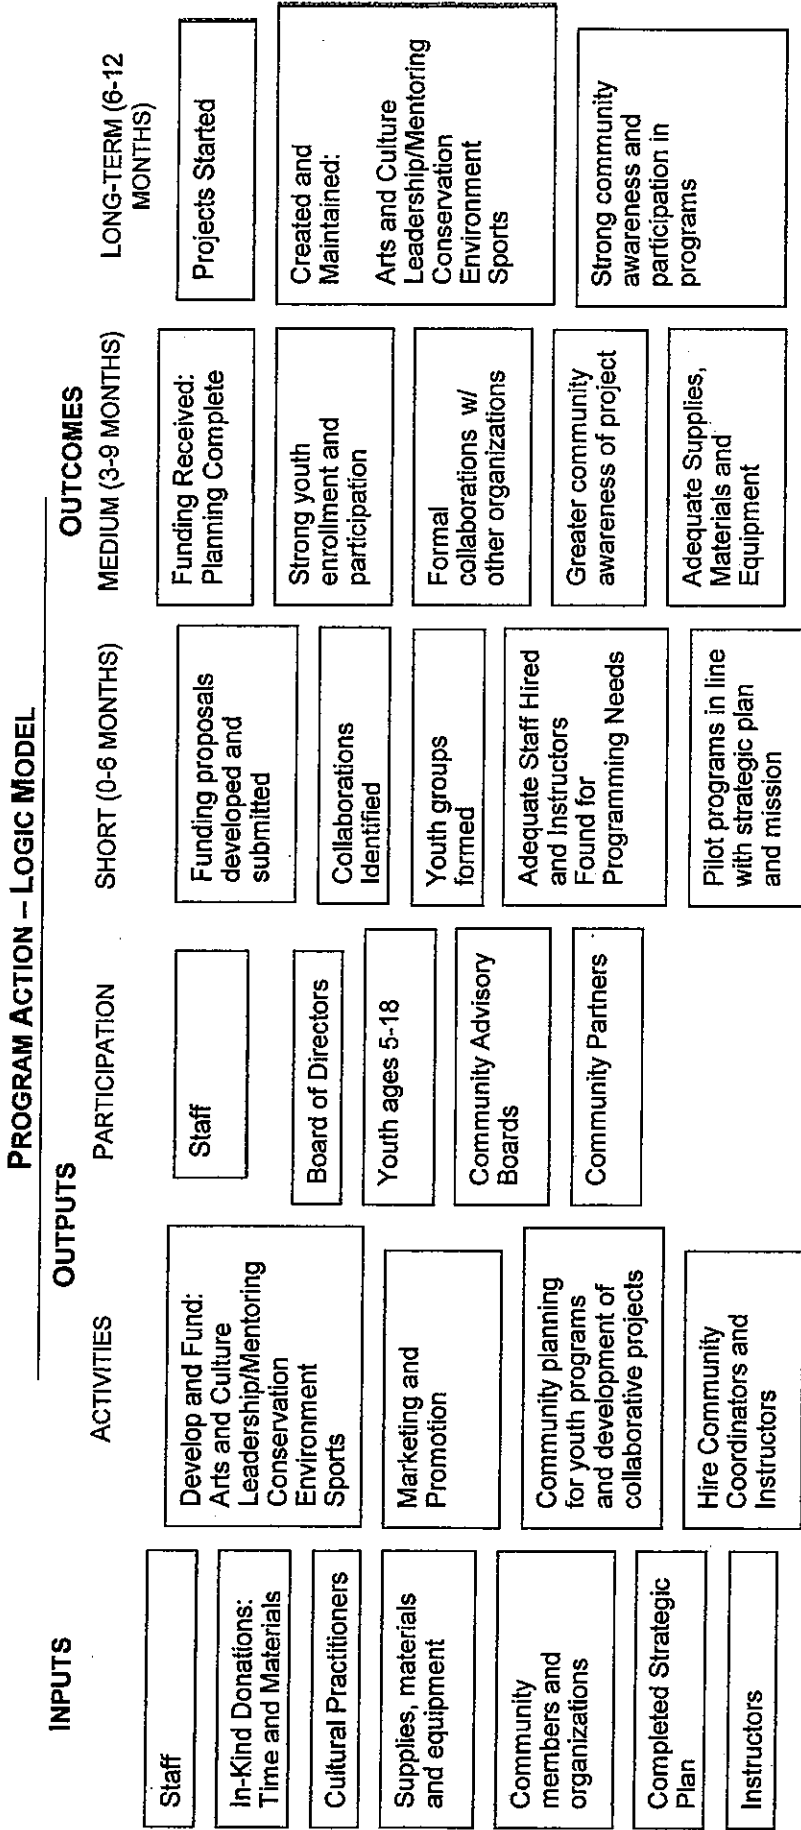 PROGRAM ACTION – LOGIC MODEL
INPUTS
Staff
In-Kind Donations:
Time and Materials
Cultural Practitioners
Supplies, materials
and equipment
Community
members and
organizations
Completed Strategic
Plan
Instructors
OUTPUTS
ACTIVITIES
Develop and Fund:
Arts and Culture
Leadership/Mentoring
Conservation
Environment
Sports
Marketing and
Promotion
Community planning
for youth programs
and development of
collaborative projects
Hire Community
Coordinators and
Instructors
PARTICIPATION
Staff
Board of Directors
Youth ages 5-18
Community Advisory
Boards
Community Partners
OUTCOMES
SHORT (0-6 MONTHS)
Funding proposals
developed and
submitted
Collaborations
Identified
Youth groups
formed
Adequate Staff Hired
and Instructors
Found for
Programming Needs
Pilot programs in line
with strategic plan
and mission
MEDIUM (3-9 MONTHS)
Funding Received:
Planning Complete
Strong youth
enrollment and
participation
Formal
collaborations w/
other organizations
Greater community
awareness of project
Adequate Supplies,
Materials and
Equipment
LONG-TERM (6-12
MONTHS)
Projects Started
Created and
Maintained:
Arts and Culture
Leadership/Mentoring
Conservation
Environment
Sports
Strong community
awareness and
participation in
programs